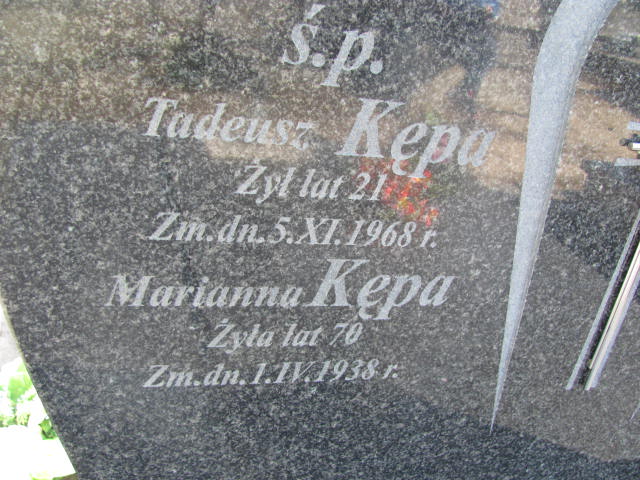 ś.p.
Tadeusz Kępa
Żył lat 21
Zm.dn.5.XI.1968 r.
Marianna Kępa
Żyła lat 70
Zm.dn.1.IV.1938 r.